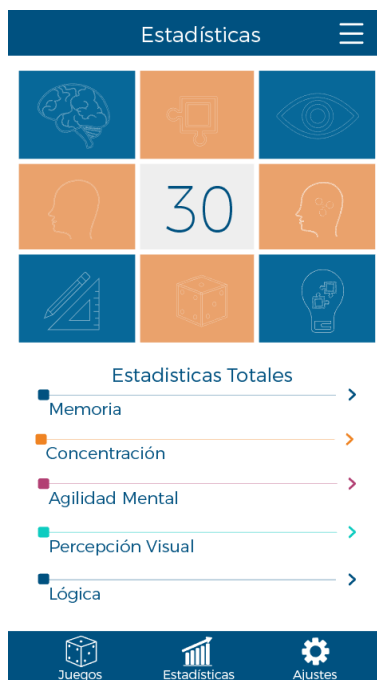 Estadísticas
30
Estadisticas Totales
Memoria
Concentración
Agilidad Mental
Percepción Visual
Lógica
Juegos
Estadísticas
Ajustes